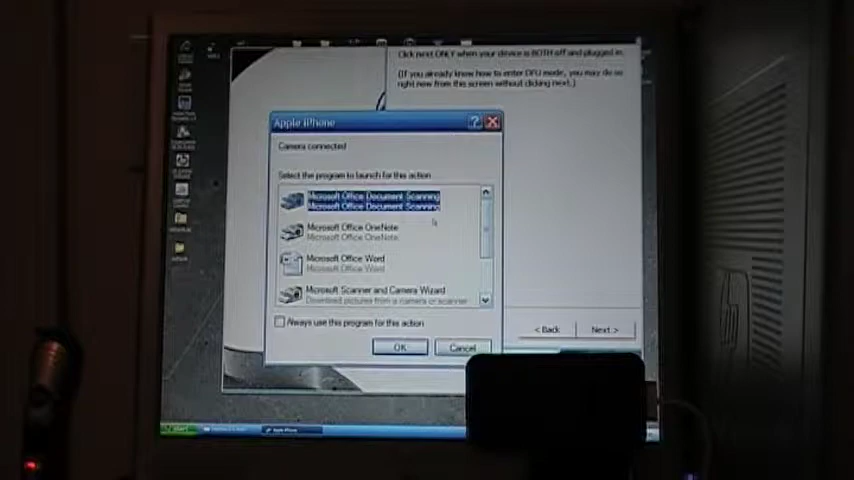 Click next ONLY when your device is BOTH off and plugged in.
(If you already know how to enter DFU mode, you may do so
right now from this screen without clicking next.)
Apple iPhone
Camera connected
Select the program to launch for this action:
Microsoft Office Document Scanning
Microsoft Office Document Scanning
Microsoft Office OneNote
Microsoft Office OneNote
Microsoft Office Word
Microsoft Office Word
Microsoft Scanner and Camera Wizard
Download pictures from a camera or scanner
Always use this program for this action
OK
Cancel
< Back
Next >
start
Apple iPhone
hp